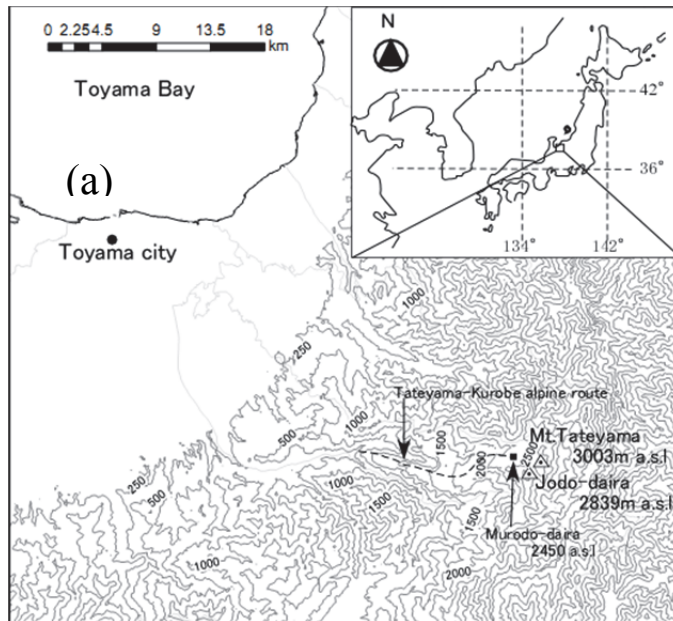 0 2.25 4.5 9 13.5 18
km
Toyama Bay
(a)
Toyama city
N
42°
36°
134°
142°
1000
250
Tateyama-Kurobe alpine route
1000
500
1500
2000
2500
Mt.Tateyama
3003m a.s.l
Jodo-daira
2839m a.s.l
250
500
1000
1500
1500
Murodo-daira
2450 a.s.l
1000
2000